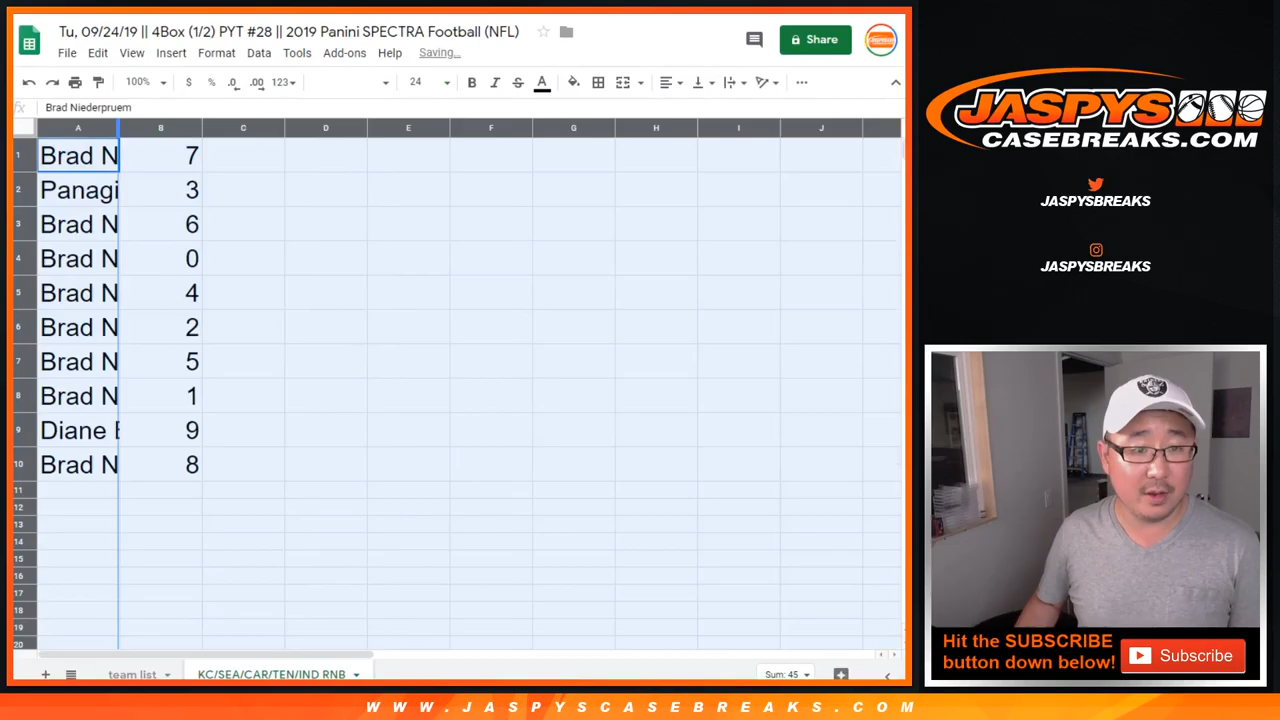 Tu, 09/24/19 || 4Box (1/2) PYT #28 || 2019 Panini SPECTRA Football (NFL)
File Edit View Insert Format Data Tools Add-ons Help Saving...
Share
100% $ % .0 .00 123 24 B I S A
fx Brad Niederpruem
A B C D E F G H I J
1 Brad N 7
2 Panagi 3
3 Brad N 6
4 Brad N 0
5 Brad N 4
6 Brad N 2
7 Brad N 5
8 Brad N 1
9 Diane 9
10 Brad N 8
11
12
13
14
15
16
17
18
19
20
team list KC/SEA/CAR/TEN/IND RNB Sum: 45
JASPYS
CASEBREAKS.COM
JASPYSBREAKS
JASPYSBREAKS
Hit the SUBSCRIBE
button down below!
Subscribe
WWW.JASPYSCASEBREAKS.COM